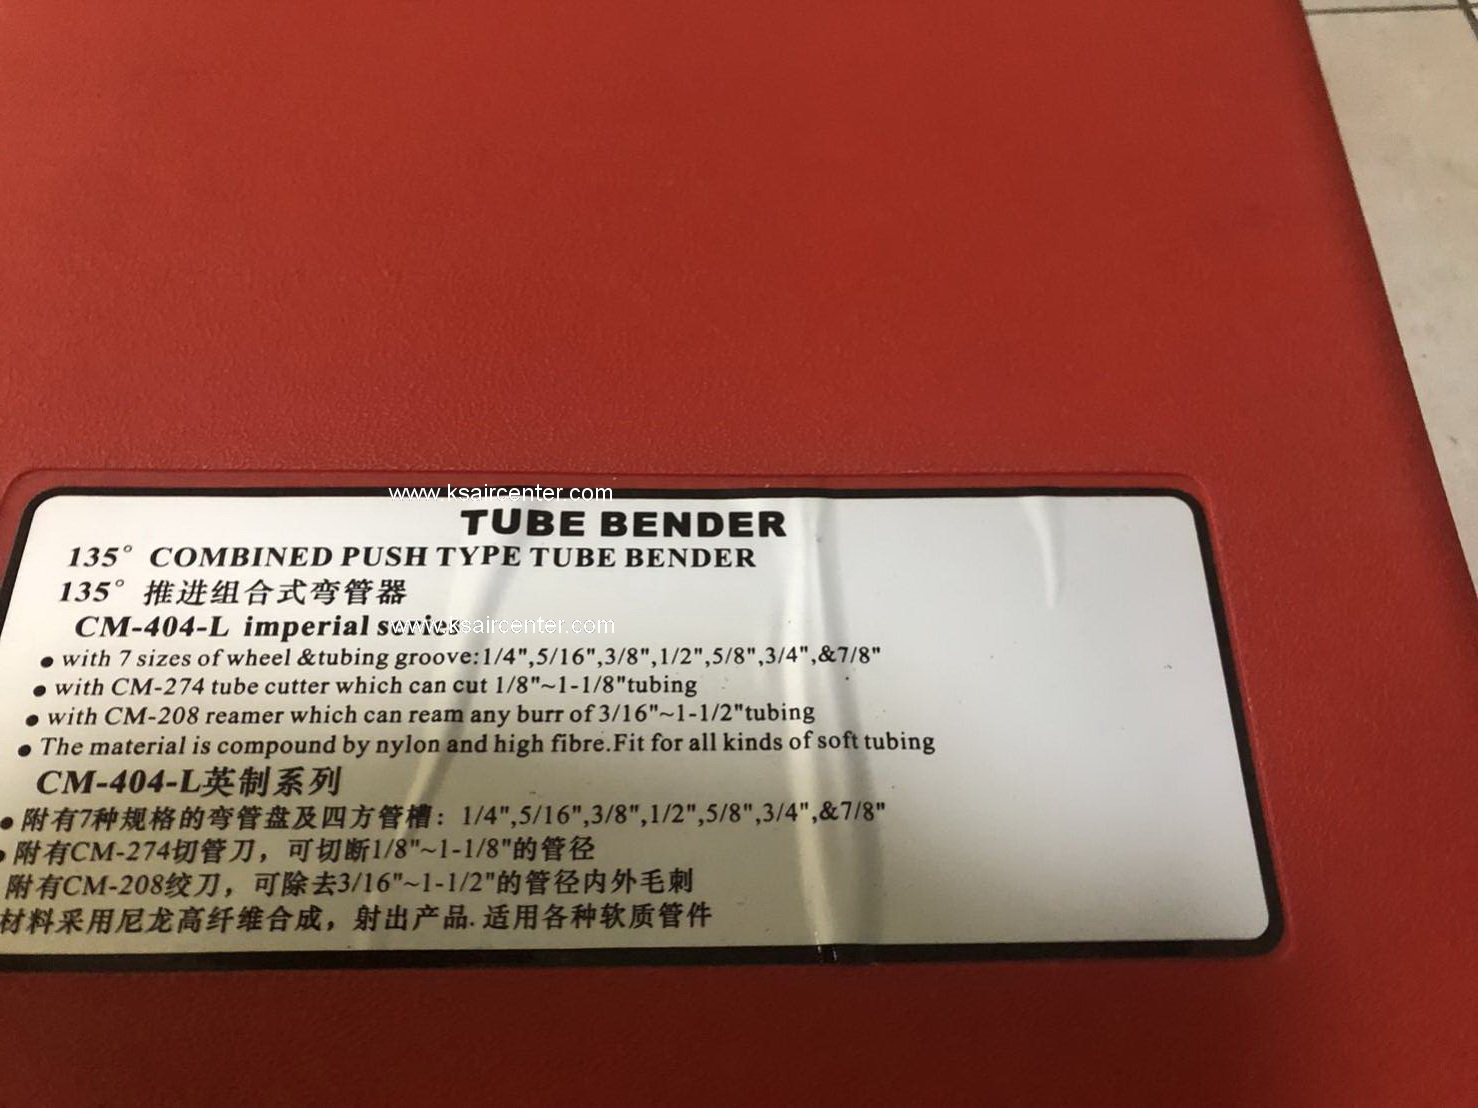 www.ksaircenter.com
TUBE BENDER
135° COMBINED PUSH TYPE TUBE BENDER
135° 推进组合式弯管器
CM-404-L imperial series
www.ksaircenter.com
● with 7 sizes of wheel &tubing groove:1/4",5/16",3/8",1/2",5/8",3/4",&7/8"
● with CM-274 tube cutter which can cut 1/8"~1-1/8"tubing
● with CM-208 reamer which can ream any burr of 3/16"~1-1/2"tubing
● The material is compound by nylon and high fibre.Fit for all kinds of soft tubing
CM-404-L英制系列
● 附有7种规格的弯管盘及四方管槽：1/4",5/16",3/8",1/2",5/8",3/4",&7/8"
● 附有CM-274切管刀，可切断1/8"~1-1/8"的管径
附有CM-208绞刀，可除去3/16"~1-1/2"的管径内外毛刺
材料采用尼龙高纤维合成，射出产品.适用各种软质管件